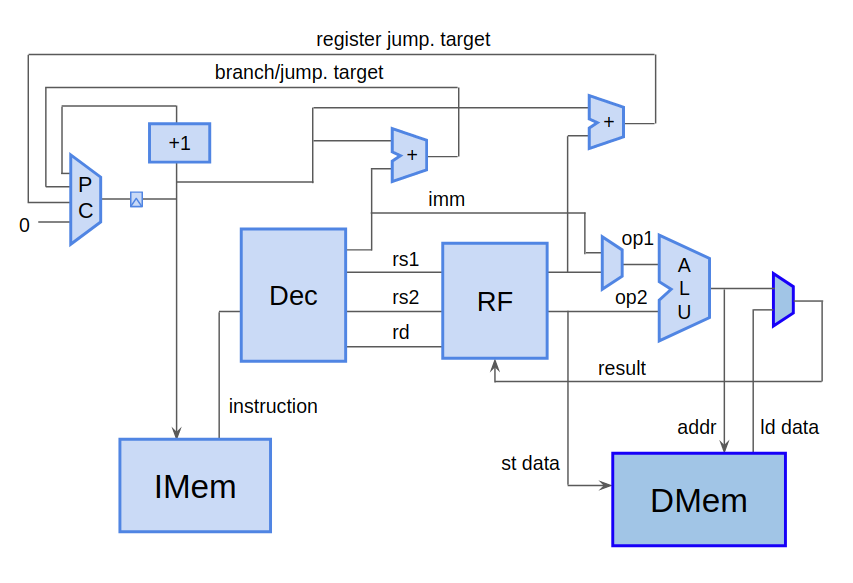 register jump. target
branch/jump. target
+1
+
+
P
C
0
imm
Dec
rs1
rs2
rd
RF
op1
op2
A
L
U
result
instruction
addr
ld data
st data
IMem
DMem